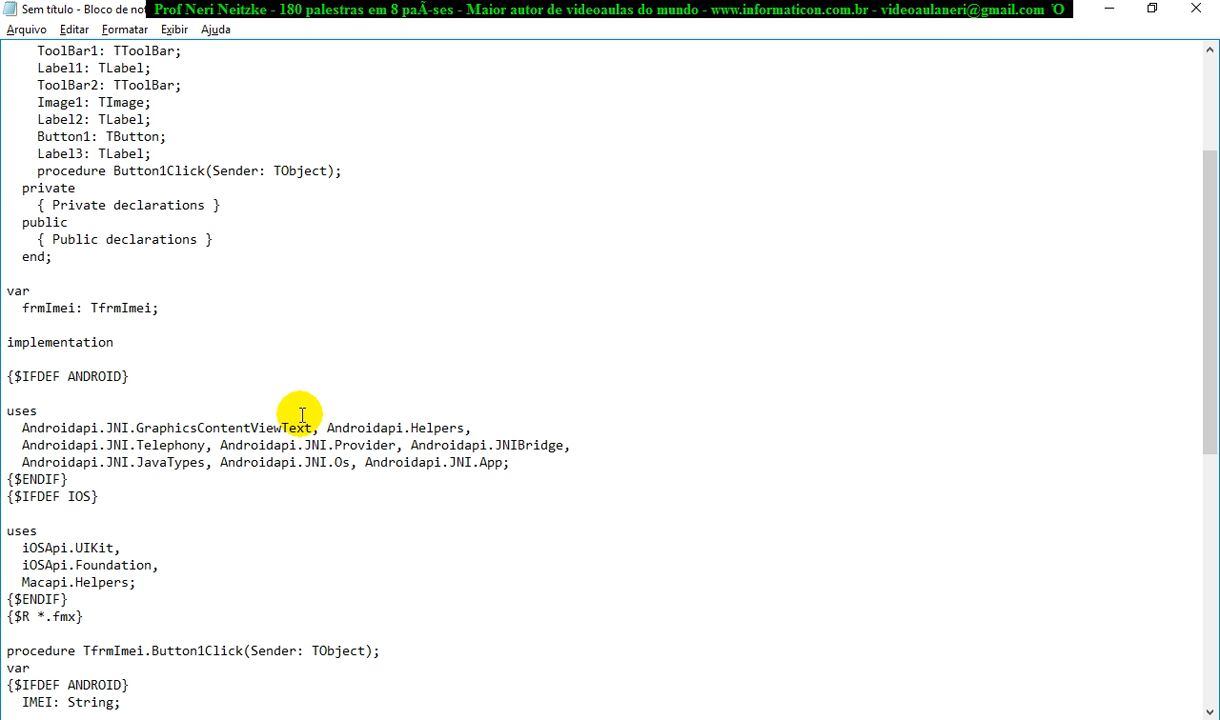 Sem título - Bloco de no
Prof Neri Neitzke - 180 palestras em 8 paÃ-ses - Maior autor de videoaulas do mundo - www.informaticon.com.br - videoaulaneri@gmail.com Ö
Arquivo Editar Formatar Exibir Ajuda
ToolBar1: TToolBar;
Label1: TLabel;
ToolBar2: TToolBar;
Image1: TImage;
Label2: TLabel;
Button1: TButton;
Label3: TLabel;
procedure Button1Click(Sender: TObject);
private
{ Private declarations }
public
{ Public declarations }
end;
var
frmImei: TfrmImei;
implementation
{$IFDEF ANDROID}
uses
Androidapi.JNI.GraphicsContentViewText, Androidapi.Helpers,
Androidapi.JNI.Telephony, Androidapi.JNI.Provider, Androidapi.JNIBridge,
Androidapi.JNI.JavaTypes, Androidapi.JNI.Os, Androidapi.JNI.App;
{$ENDIF}
{$IFDEF IOS}
uses
iOSApi.UIKit,
iOSApi.Foundation,
Macapi.Helpers;
{$ENDIF}
{$R *.fmx}
procedure TfrmImei.Button1Click(Sender: TObject);
var
{$IFDEF ANDROID}
IMEI: String;